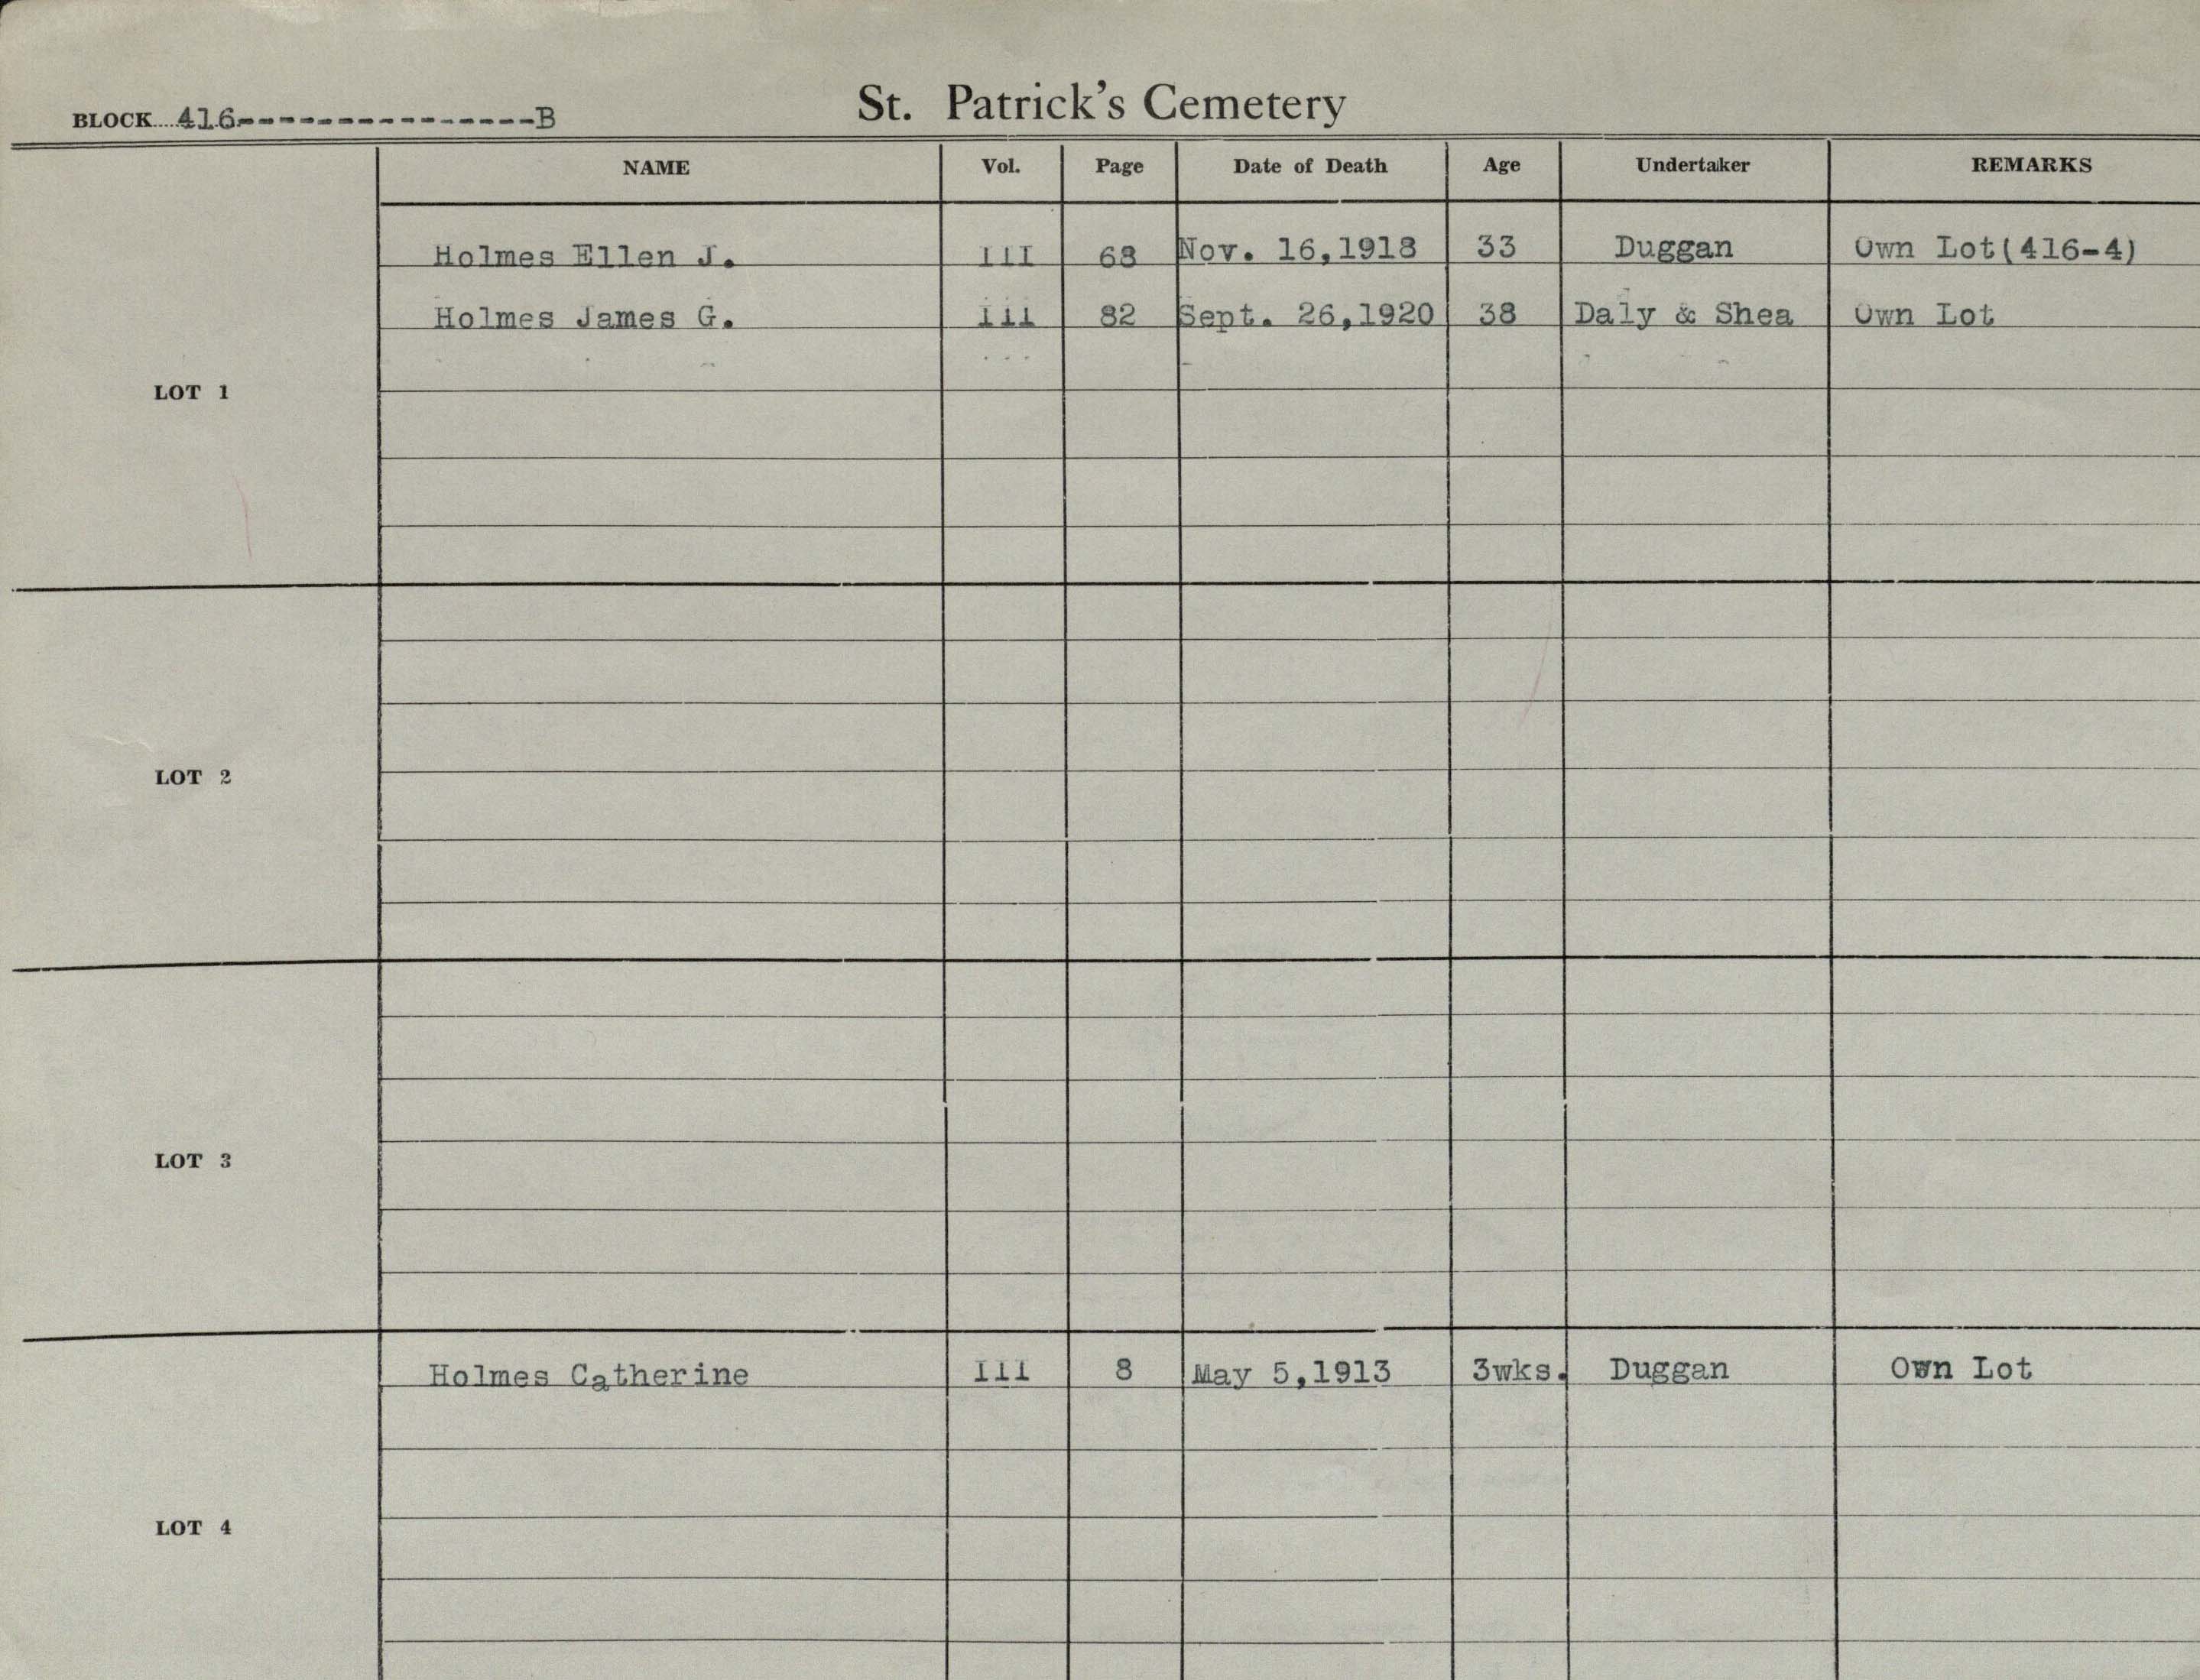 St. Patrick's Cemetery
BLOCK....416-----------------B
NAME Vol. Page Date of Death Age Undertaker REMARKS
Holmes Ellen J. III 68 Nov. 16,1918 33 Duggan Own Lot(416-4)
Holmes James G. III 82 Sept. 26,1920 38 Daly & Shea Own Lot
LOT 1
LOT 2
LOT 3
Holmes Catherine III 8 May 5,1913 3wks. Duggan Own Lot
LOT 4